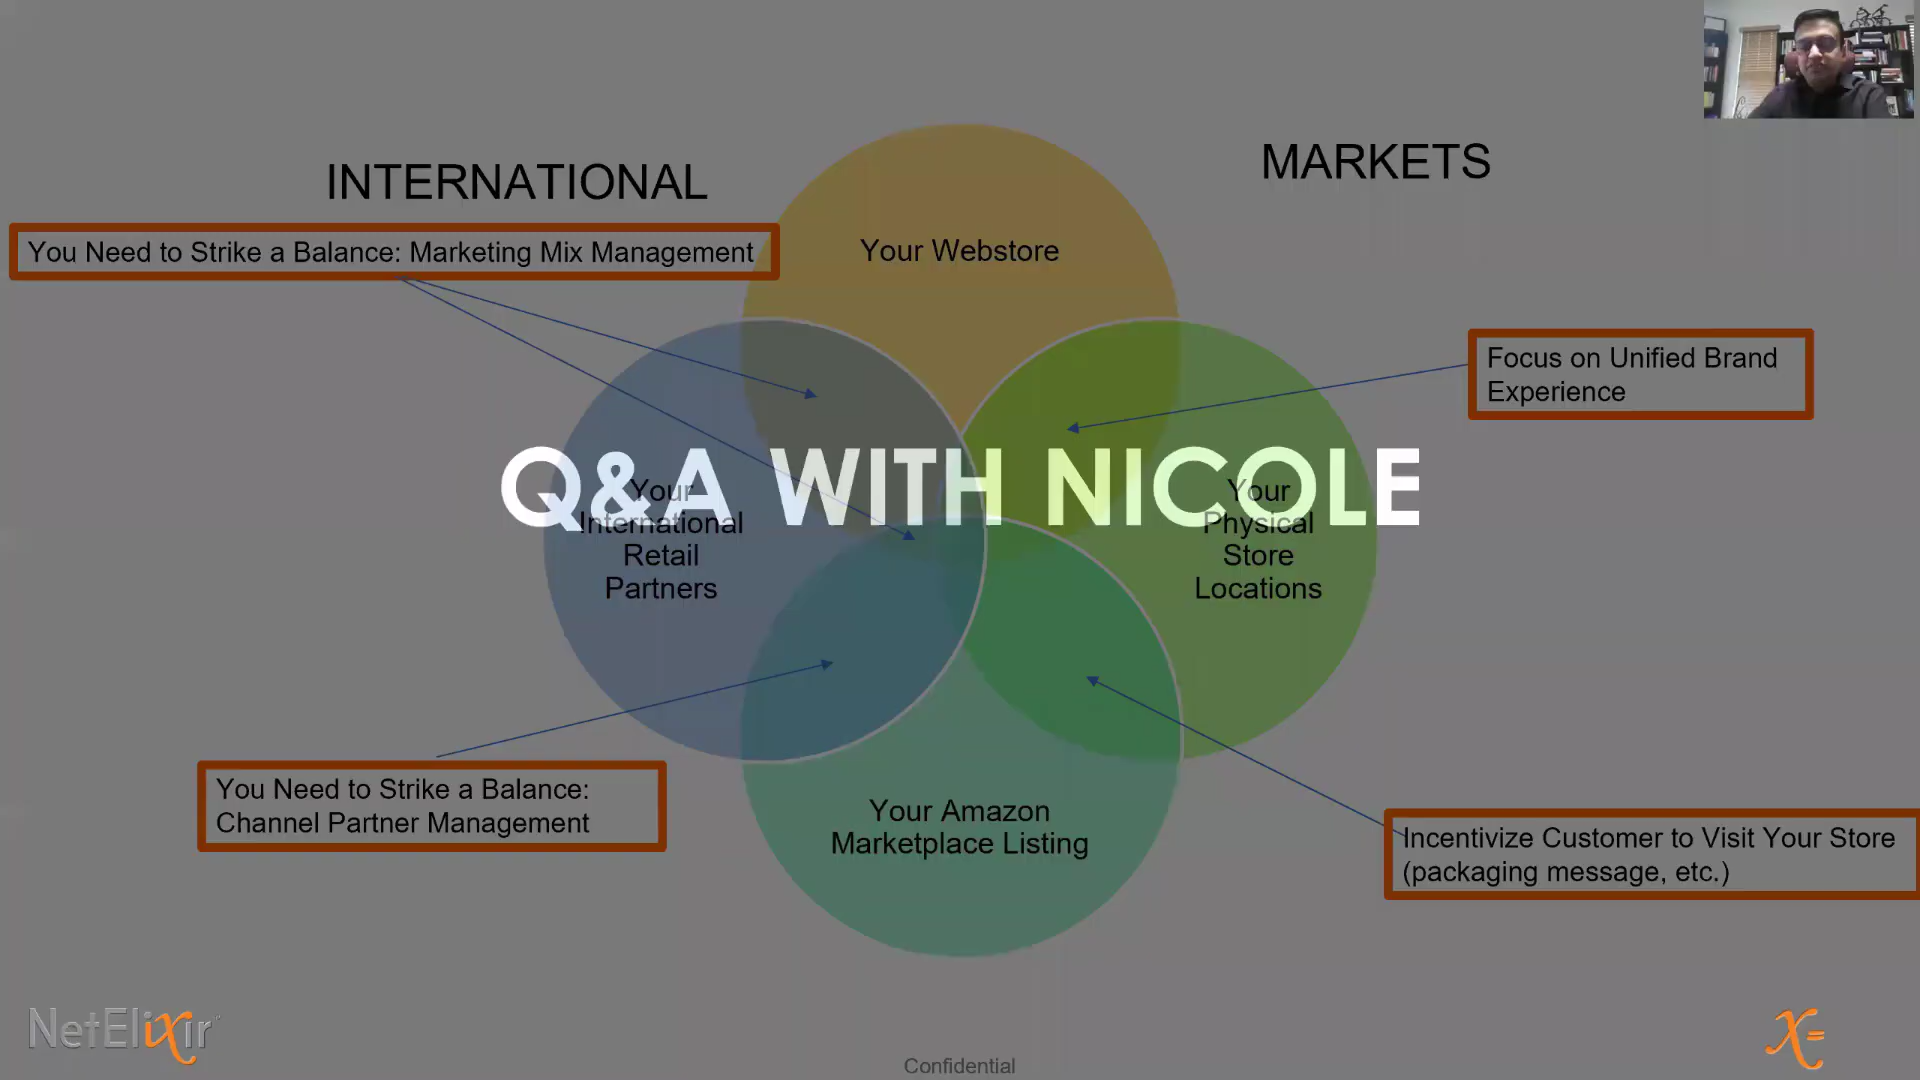 INTERNATIONAL
MARKETS
You Need to Strike a Balance: Marketing Mix Management
Your Webstore
Focus on Unified Brand
Experience
Q&A WITH NICOLE
Your
International
Retail
Partners
Your
Physical
Store
Locations
You Need to Strike a Balance:
Channel Partner Management
Your Amazon
Marketplace Listing
Incentivize Customer to Visit Your Store
(packaging message, etc.)
NetElixir
X=
Confidential